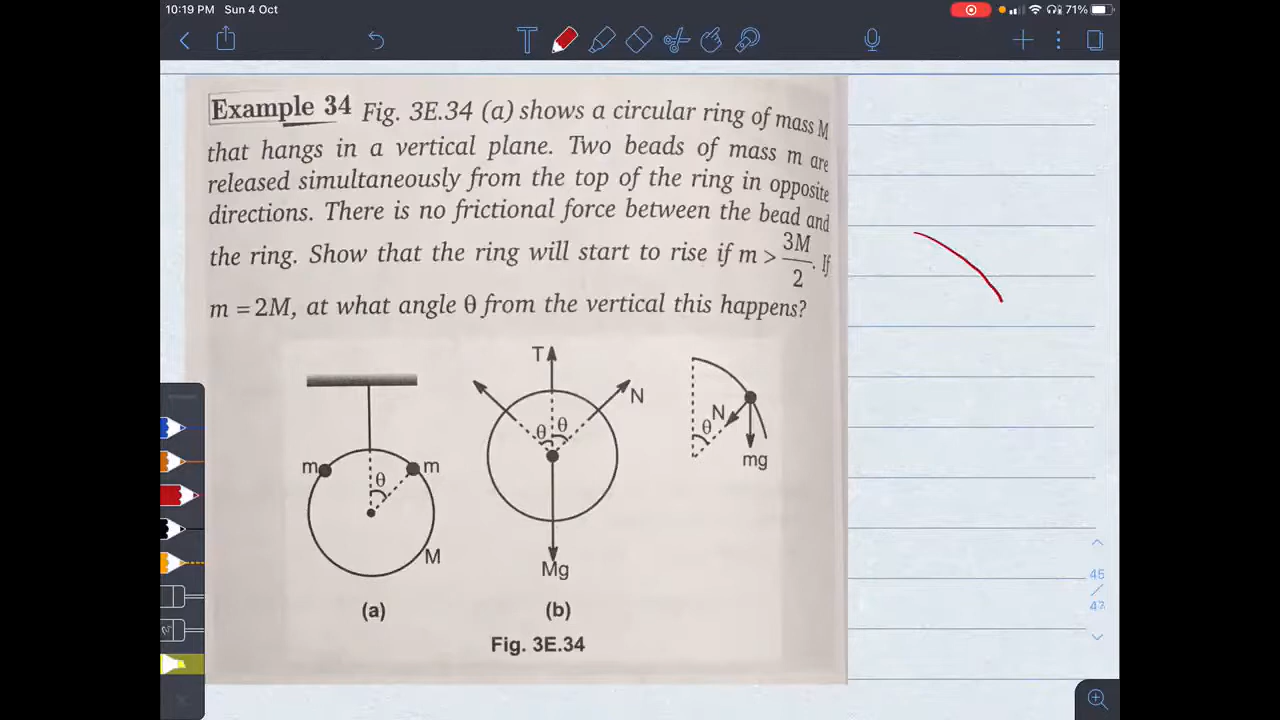 10:19 PM Sun 4 Oct
71%
Example 34 Fig. 3E.34 (a) shows a circular ring of mass M
that hangs in a vertical plane. Two beads of mass m are
released simultaneously from the top of the ring in opposite
directions. There is no frictional force between the bead and
the ring. Show that the ring will start to rise if m > 3M/2. If
m = 2M, at what angle θ from the vertical this happens?
T
N
θ θ
N
θ
mg
m
m
θ
M
Mg
(a)
(b)
Fig. 3E.34
45
/
47